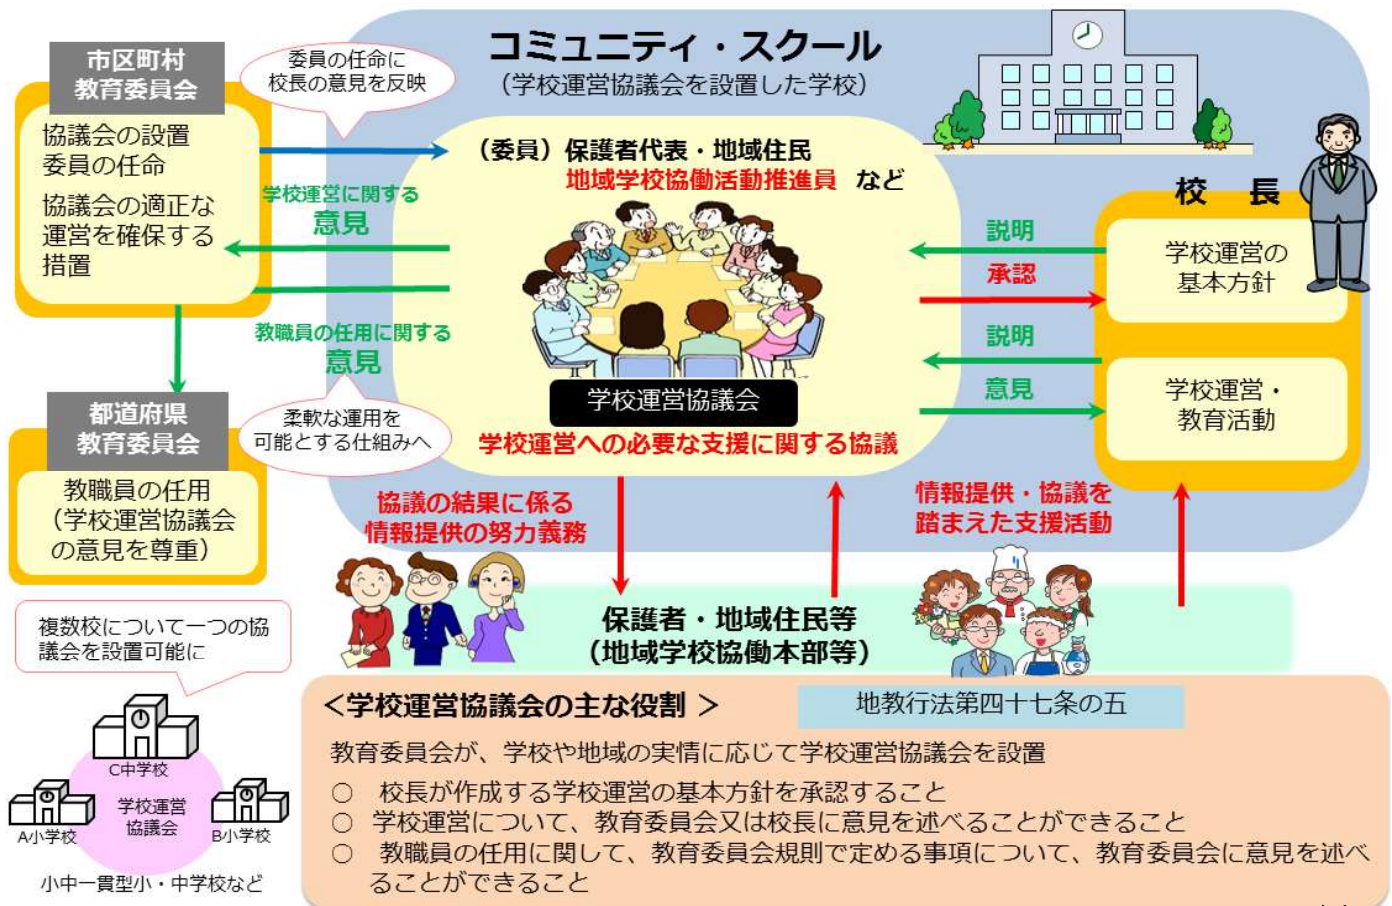 コミュニティ・スクール
（学校運営協議会を設置した学校）
市区町村
教育委員会
協議会の設置
委員の任命
協議会の適正な
運営を確保する
措置
委員の任命に
校長の意見を反映
学校運営に関する
意見
教職員の任用に関する
意見
柔軟な運用を
可能とする仕組みへ
都道府県
教育委員会
教職員の任用
（学校運営協議会
の意見を尊重）
（委員）保護者代表・地域住民
地域学校協働活動推進員 など
学校運営協議会
学校運営への必要な支援に関する協議
校 長
説明
承認
学校運営の
基本方針
説明
意見
学校運営・
教育活動
協議の結果に係る
情報提供の努力義務
情報提供・協議を
踏まえた支援活動
保護者・地域住民等
（地域学校協働本部等）
複数校について一つの協
議会を設置可能に
C中学校
学校運営
協議会
A小学校
B小学校
小中一貫型小・中学校など
＜学校運営協議会の主な役割 ＞
地教行法第四十七条の五
教育委員会が、学校や地域の実情に応じて学校運営協議会を設置
○ 校長が作成する学校運営の基本方針を承認すること
○ 学校運営について、教育委員会又は校長に意見を述べることができること
○ 教職員の任用に関して、教育委員会規則で定める事項について、教育委員会に意見を述べ
ることができること